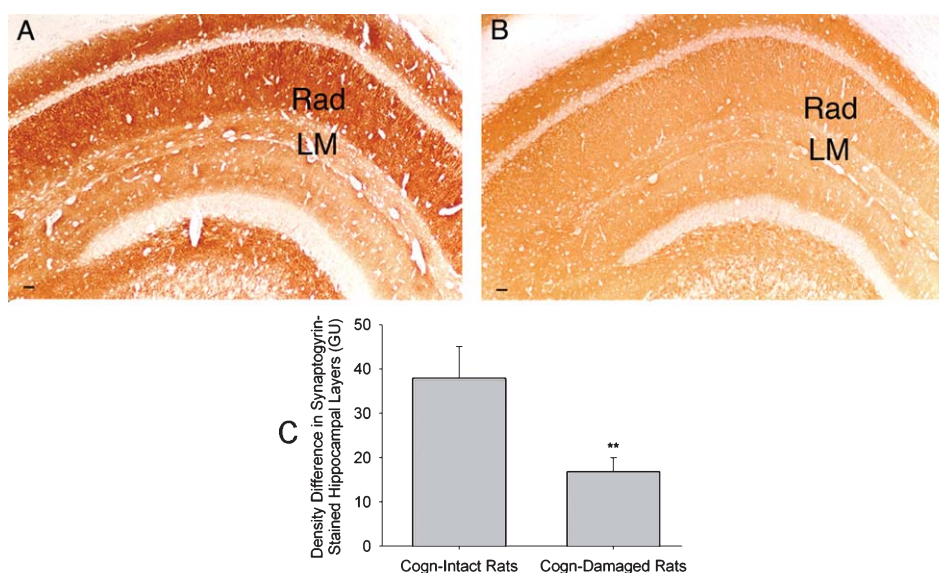 A
Rad
LM
B
Rad
LM
C
Density Difference in Synaptogyrin-
Stained Hippocampal Layers (GU)
50
40
30
20
10
0
**
Cogn-Intact Rats
Cogn-Damaged Rats